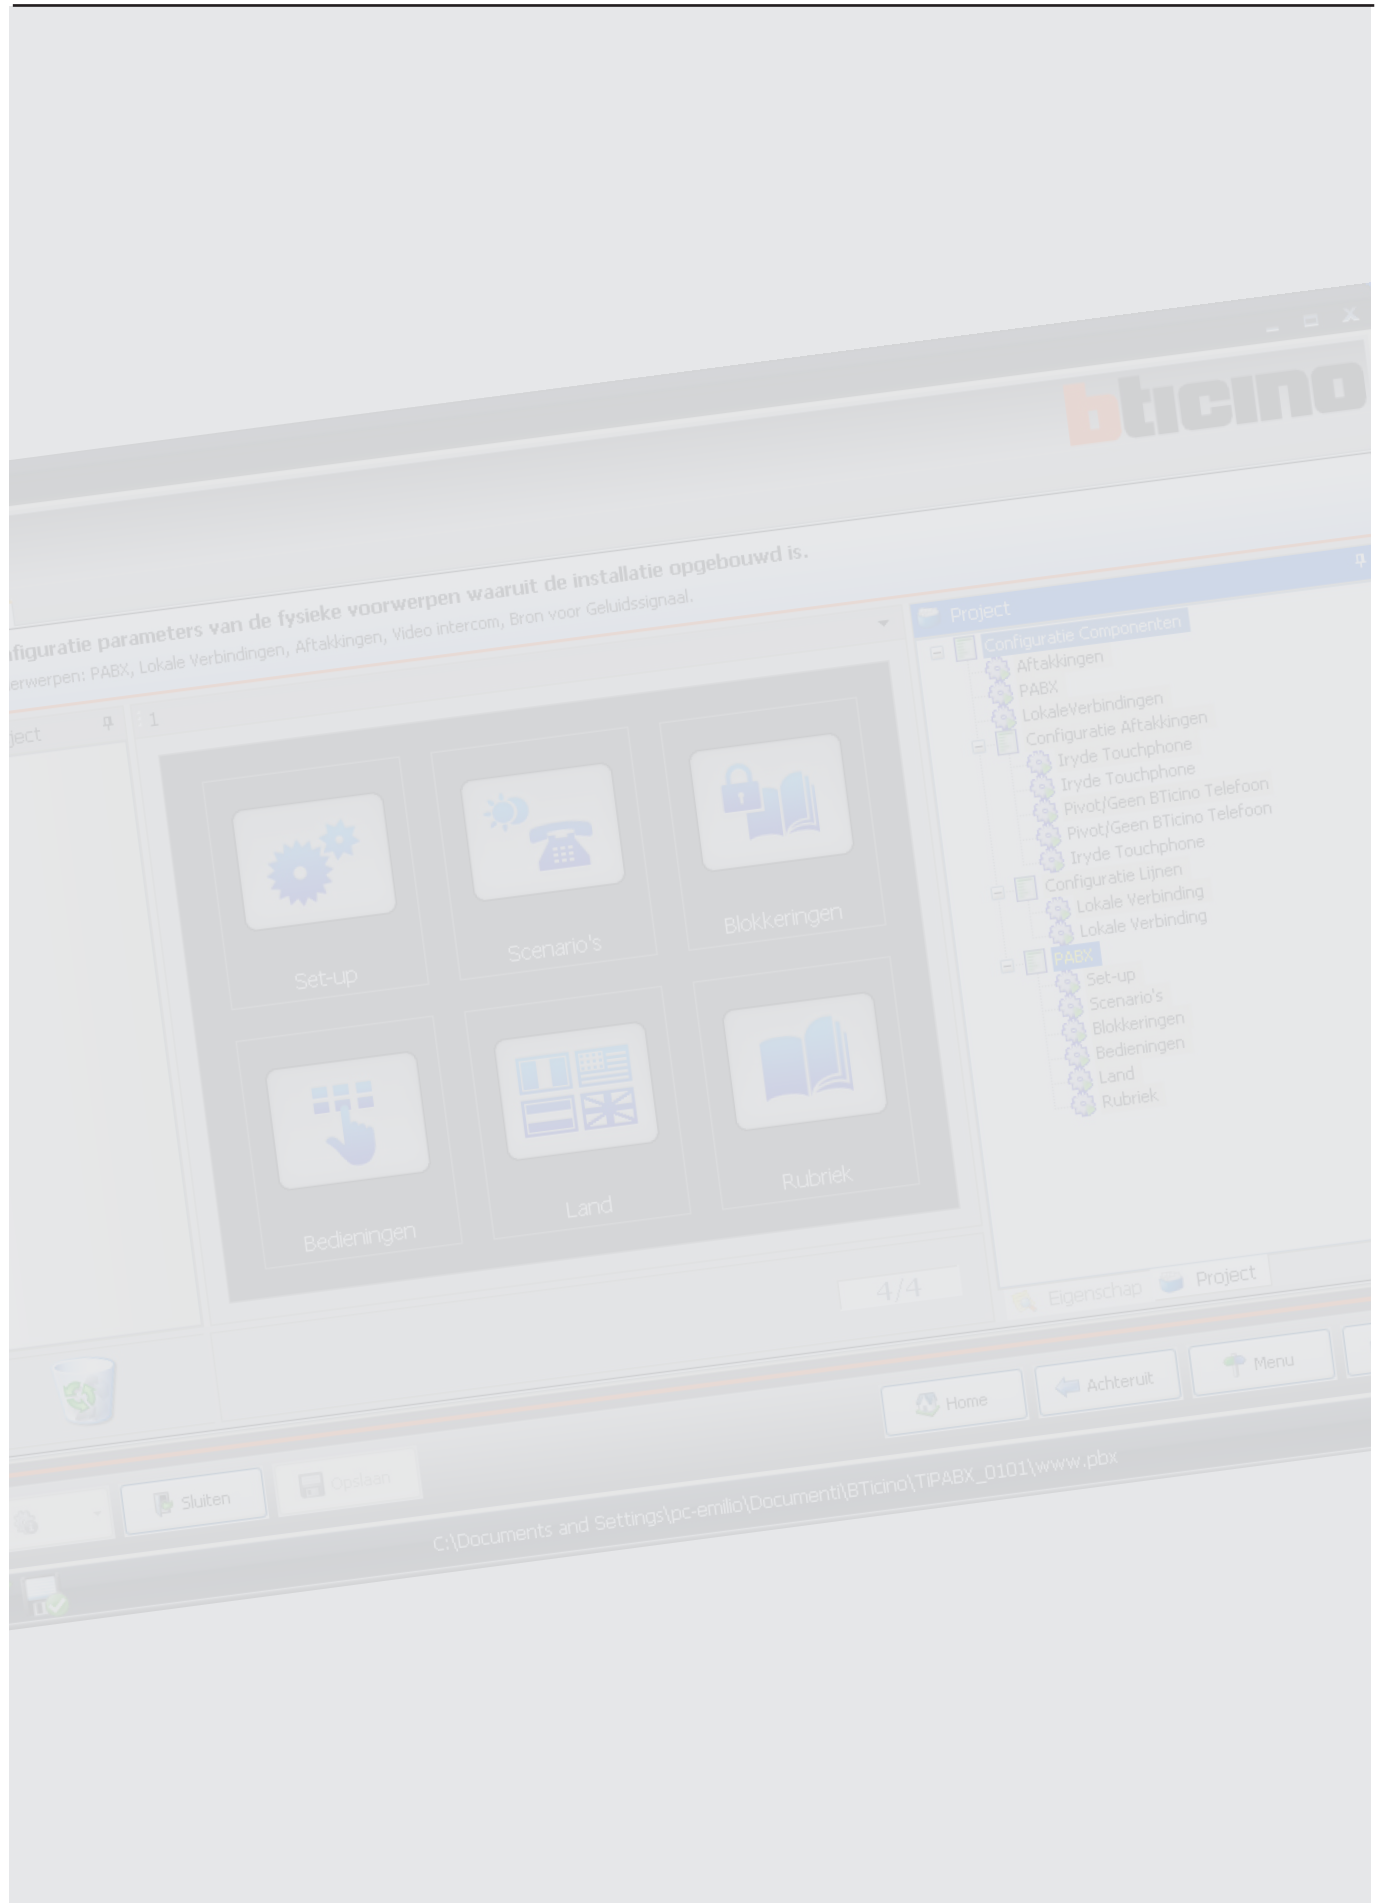 bticino
figuratie parameters van de fysieke voorwerpen waaruit de installatie opgebouwd is.
erwerpen: PABX, Lokale Verbindingen, Aftakkingen, Video intercom, Bron voor Geluidssignaal.
ject
1
Set-up
Scenario's
Blokkeringen
Bedieningen
Land
Rubriek
4/4
Project
Configuratie Componenten
Aftakkingen
PABX
LokaleVerbindingen
Configuratie Aftakkingen
Iryde Touchphone
Iryde Touchphone
Pivot/Geen BTicino Telefoon
Pivot/Geen BTicino Telefoon
Iryde Touchphone
Configuratie Lijnen
Lokale Verbinding
Lokale Verbinding
PABX
Set-up
Scenario's
Blokkeringen
Bedieningen
Land
Rubriek
Eigenschap
Project
Sluiten
Opslaan
Home
Achteruit
Menu
C:\Documents and Settings\pc-emilio\Documenti\BTicino\TiPABX_0101\www.pbx